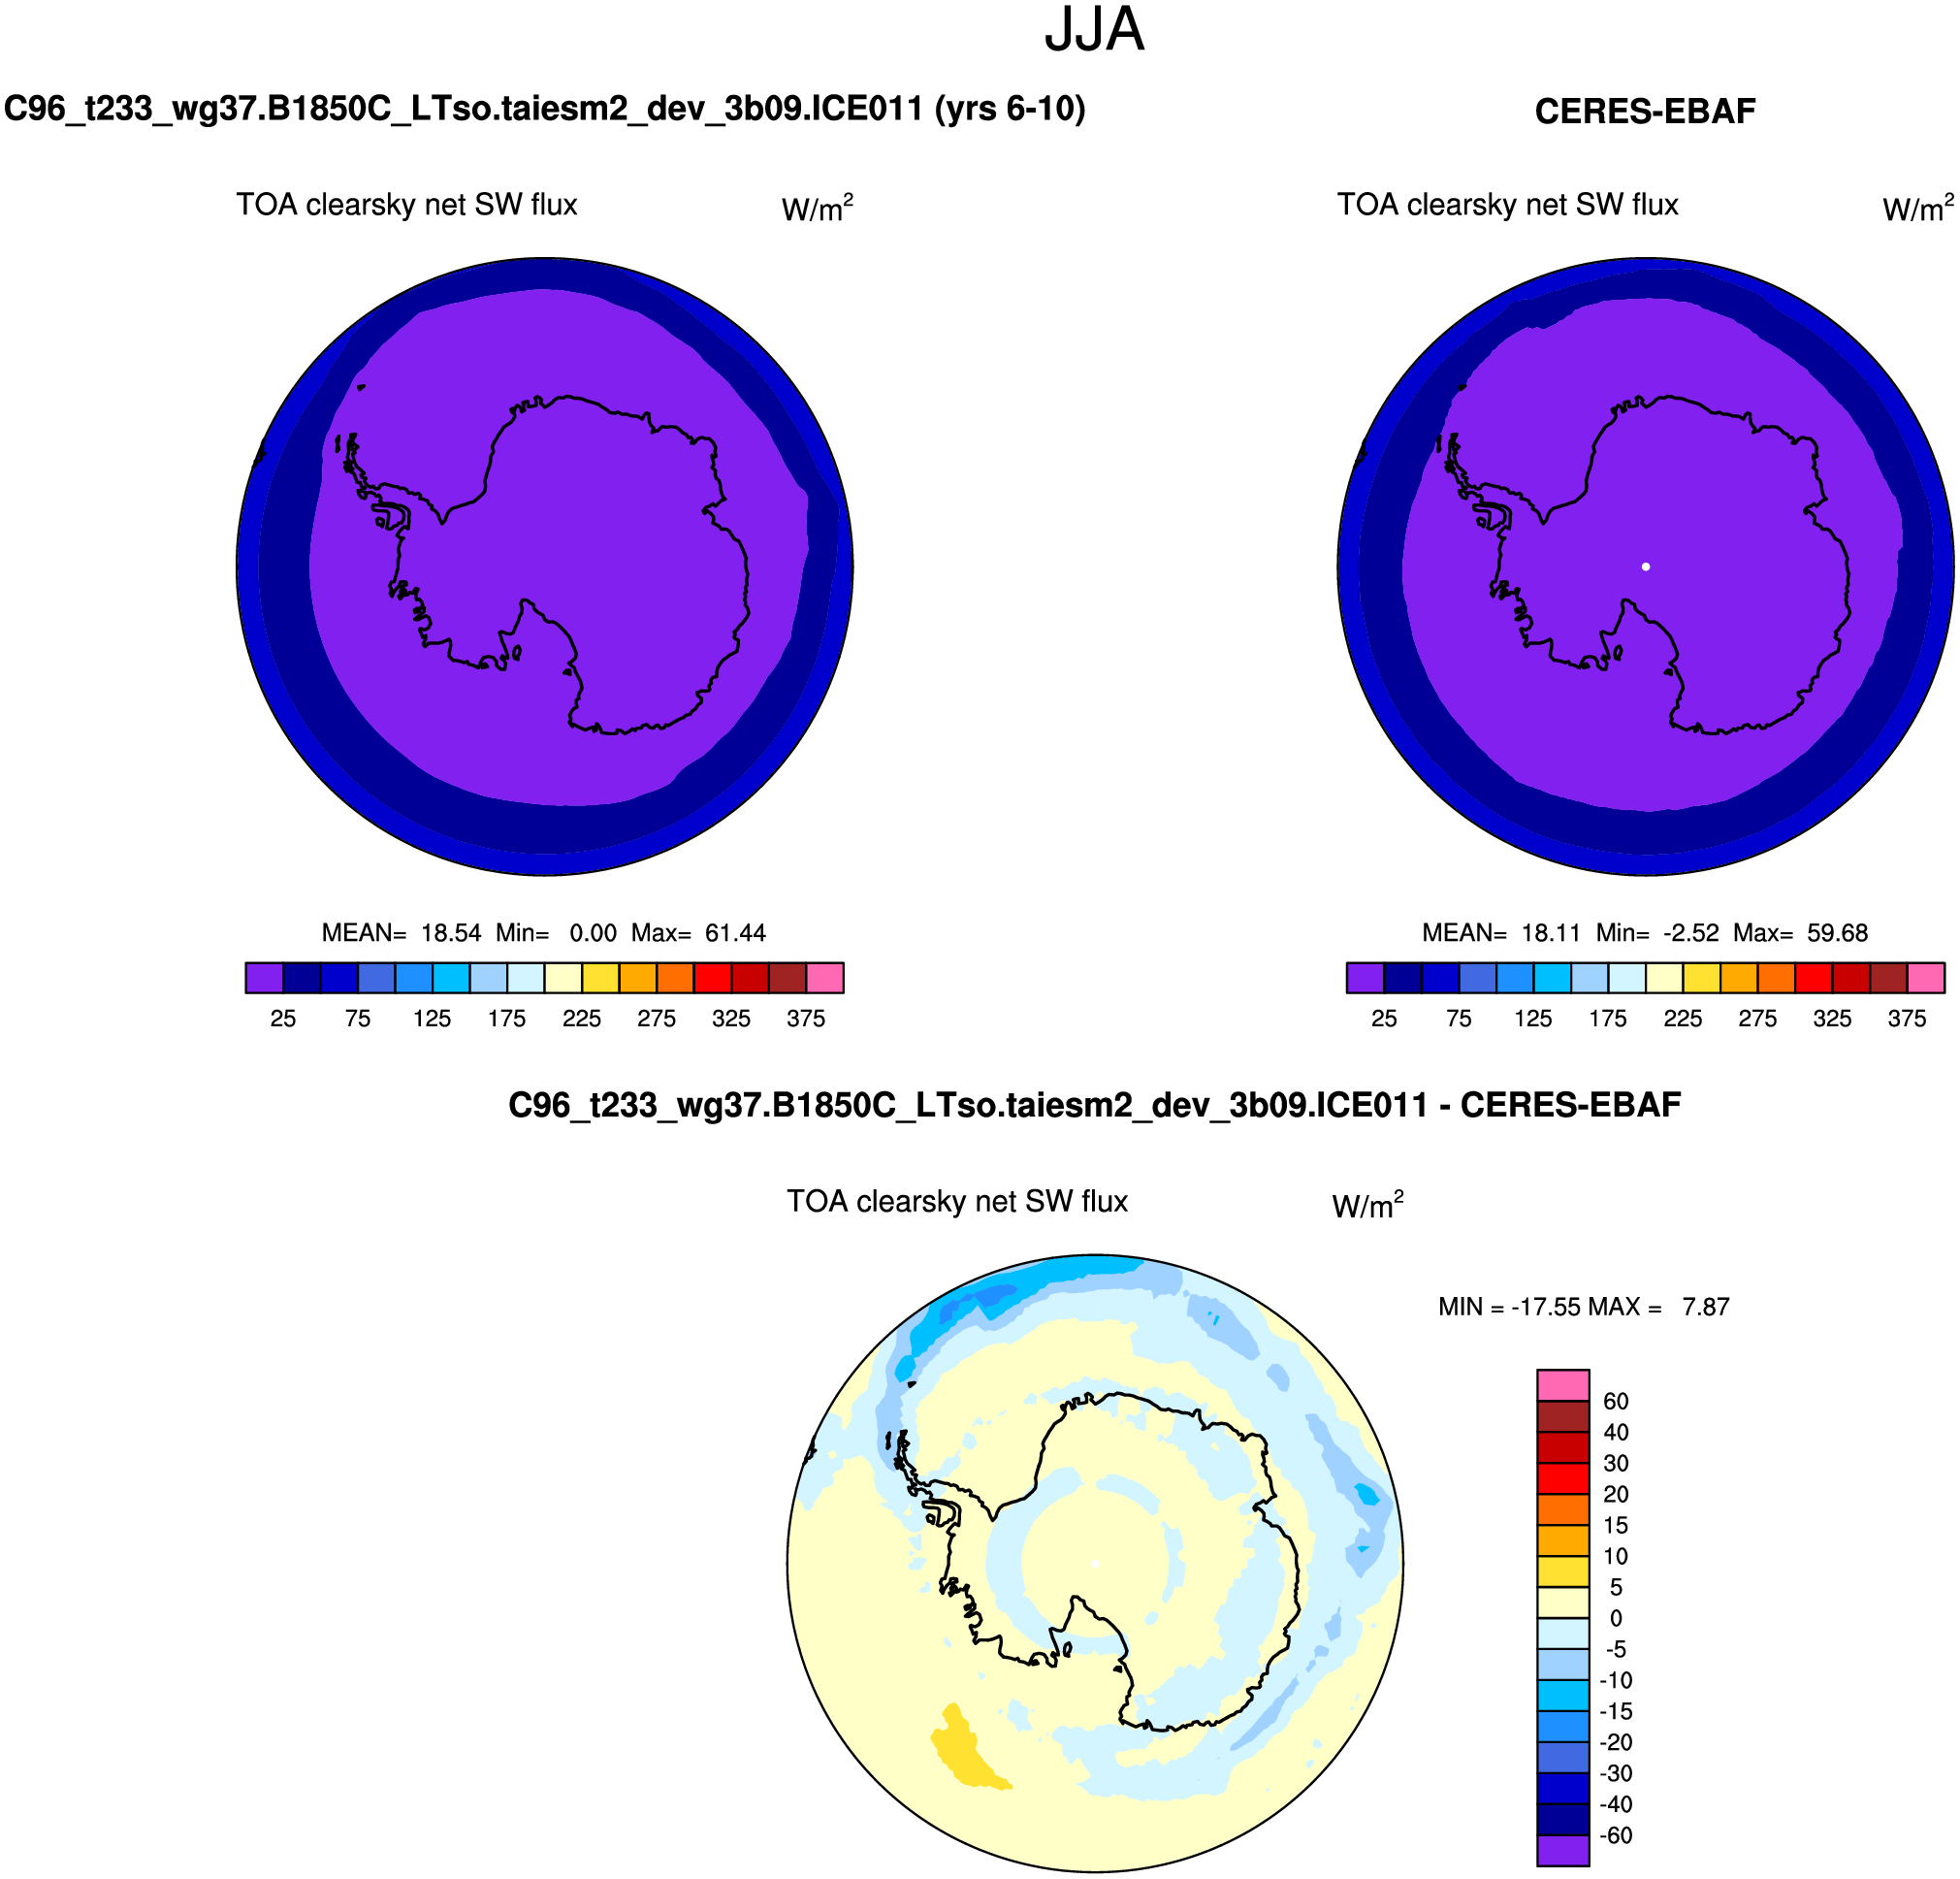 JJA
C96_t233_wg37.B1850C_LTso.taiesm2_dev_3b09.ICE011 (yrs 6-10)
CERES-EBAF
TOA clearsky net SW flux W/m²
TOA clearsky net SW flux W/m²
MEAN= 18.54 Min= 0.00 Max= 61.44
MEAN= 18.11 Min= -2.52 Max= 59.68
25 75 125 175 225 275 325 375
25 75 125 175 225 275 325 375
C96_t233_wg37.B1850C_LTso.taiesm2_dev_3b09.ICE011 - CERES-EBAF
TOA clearsky net SW flux W/m²
MIN = -17.55 MAX = 7.87
60
40
30
20
15
10
5
0
-5
-10
-15
-20
-30
-40
-60